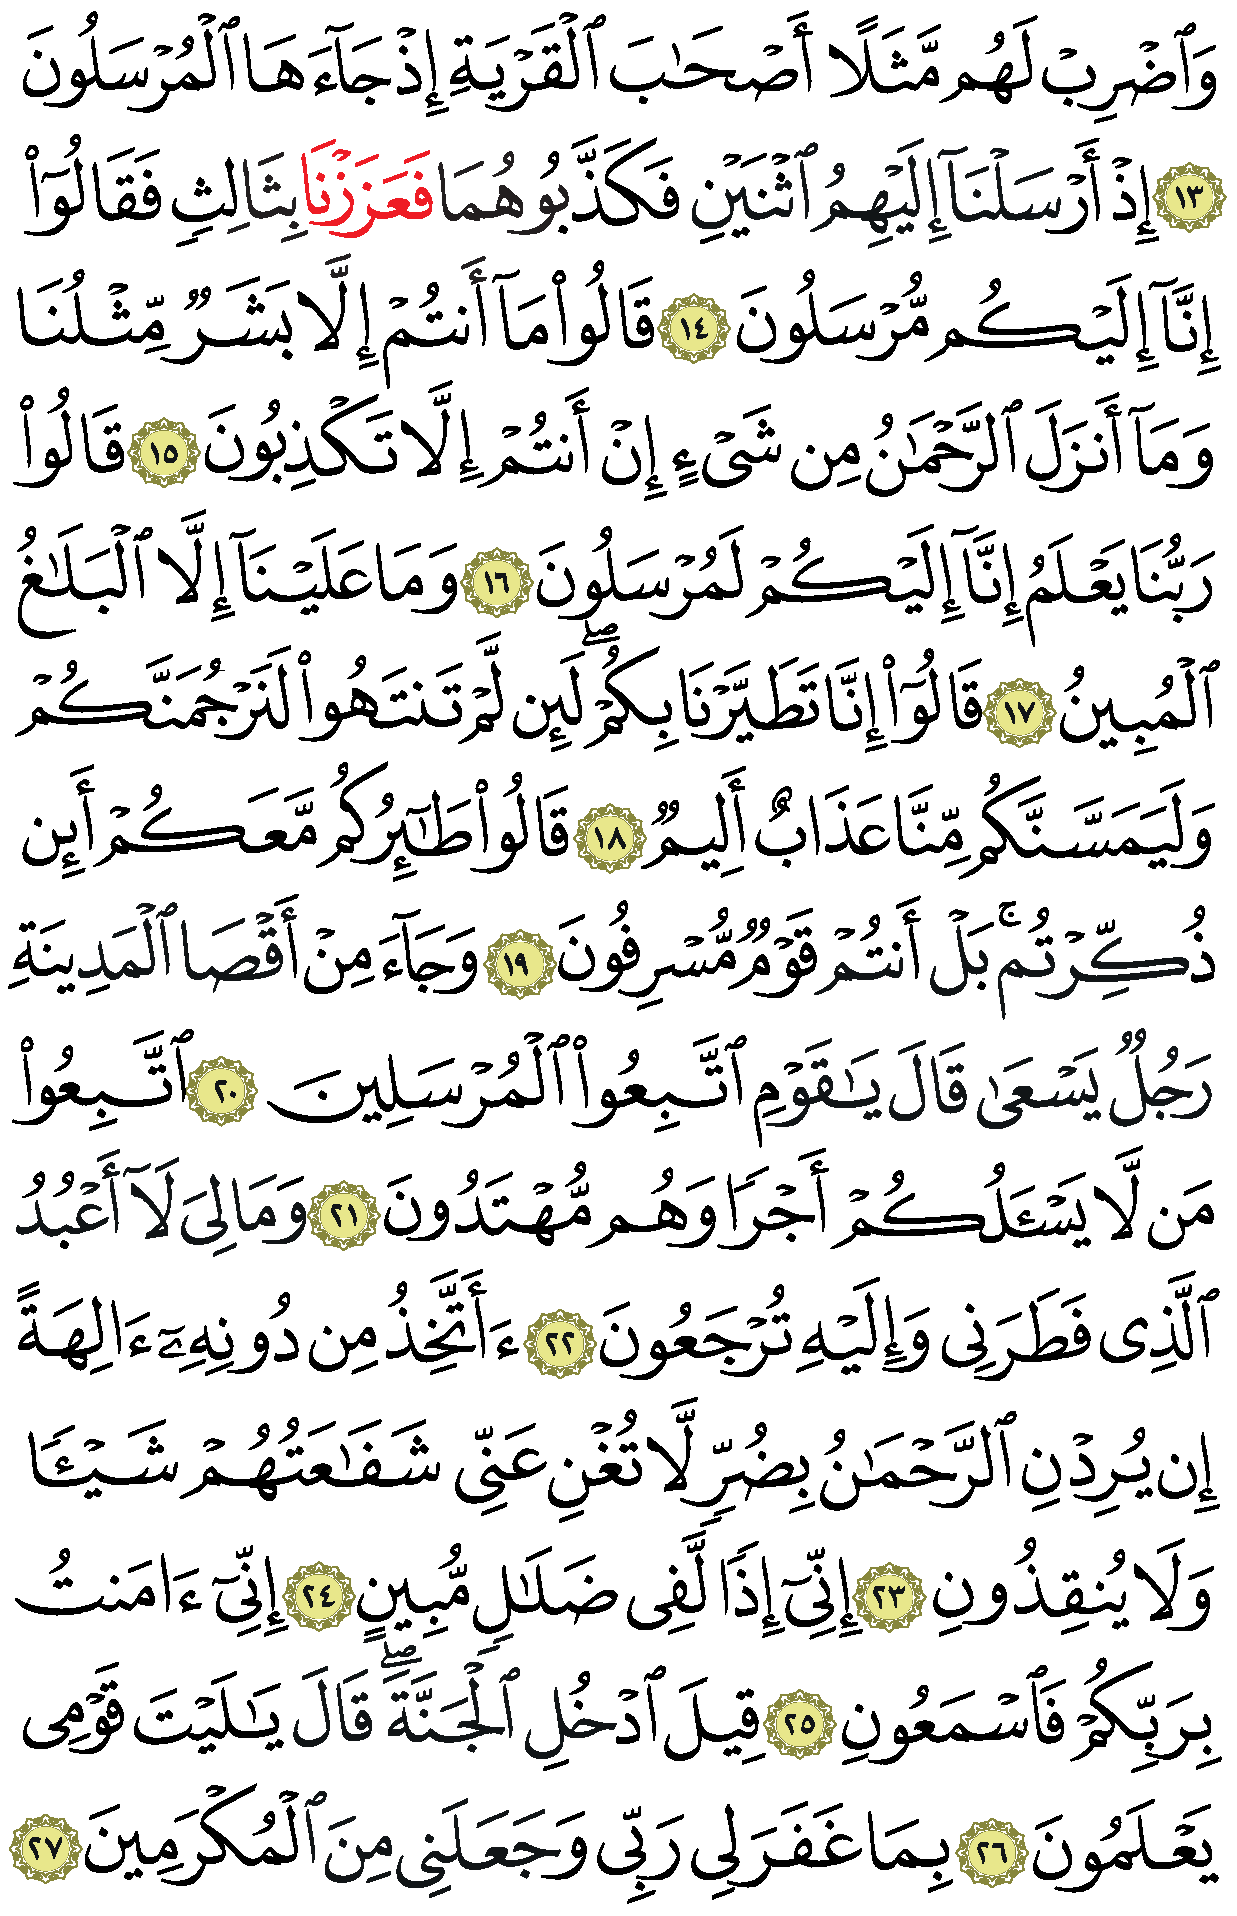 وَٱضۡرِبۡ لَهُم مَّثَلًا أَصۡحَٰبَ ٱلۡقَرۡيَةِ إِذۡ جَآءَهَا ٱلۡمُرۡسَلُونَ
١٣ إِذۡ أَرۡسَلۡنَآ إِلَيۡهِمُ ٱثۡنَيۡنِ فَكَذَّبُوهُمَا فَعَزَزۡنَا بِثَالِثٖ فَقَالُوٓاْ
إِنَّآ إِلَيۡكُم مُّرۡسَلُونَ ١٤ قَالُواْ مَآ أَنتُمۡ إِلَّا بَشَرٞ مِّثۡلُنَا
وَمَآ أَنزَلَ ٱلرَّحۡمَٰنُ مِن شَيۡءٍ إِنۡ أَنتُمۡ إِلَّا تَكۡذِبُونَ ١٥ قَالُواْ
رَبُّنَا يَعۡلَمُ إِنَّآ إِلَيۡكُمۡ لَمُرۡسَلُونَ ١٦ وَمَا عَلَيۡنَآ إِلَّا ٱلۡبَلَٰغُ
ٱلۡمُبِينُ ١٧ قَالُوٓاْ إِنَّا تَطَيَّرۡنَا بِكُمۡۖ لَئِن لَّمۡ تَنتَهُواْ لَنَرۡجُمَنَّكُمۡ
وَلَيَمَسَّنَّكُم مِّنَّا عَذَابٌ أَلِيمٞ ١٨ قَالُواْ طَٰٓئِرُكُم مَّعَكُمۡ أَئِن
ذُكِّرۡتُمۚ بَلۡ أَنتُمۡ قَوۡمٞ مُّسۡرِفُونَ ١٩ وَجَآءَ مِنۡ أَقۡصَا ٱلۡمَدِينَةِ
رَجُلٞ يَسۡعَىٰ قَالَ يَٰقَوۡمِ ٱتَّبِعُواْ ٱلۡمُرۡسَلِينَ ٢٠ ٱتَّبِعُواْ
مَن لَّا يَسۡـَٔلُكُمۡ أَجۡرٗا وَهُم مُّهۡتَدُونَ ٢١ وَمَا لِيَ لَآ أَعۡبُدُ
ٱلَّذِي فَطَرَنِي وَإِلَيۡهِ تُرۡجَعُونَ ٢٢ ءَأَتَّخِذُ مِن دُونِهِۦٓ ءَالِهَةً
إِن يُرِدۡنِ ٱلرَّحۡمَٰنُ بِضُرّٖ لَّا تُغۡنِ عَنِّي شَفَٰعَتُهُمۡ شَيۡـٔٗا
وَلَا يُنقِذُونِ ٢٣ إِنِّيٓ إِذٗا لَّفِي ضَلَٰلٖ مُّبِينٍ ٢٤ إِنِّيٓ ءَامَنتُ
بِرَبِّكُمۡ فَٱسۡمَعُونِ ٢٥ قِيلَ ٱدۡخُلِ ٱلۡجَنَّةَۖ قَالَ يَٰلَيۡتَ قَوۡمِي
يَعۡلَمُونَ ٢٦ بِمَا غَفَرَ لِي رَبِّي وَجَعَلَنِي مِنَ ٱلۡمُكۡرَمِينَ ٢٧